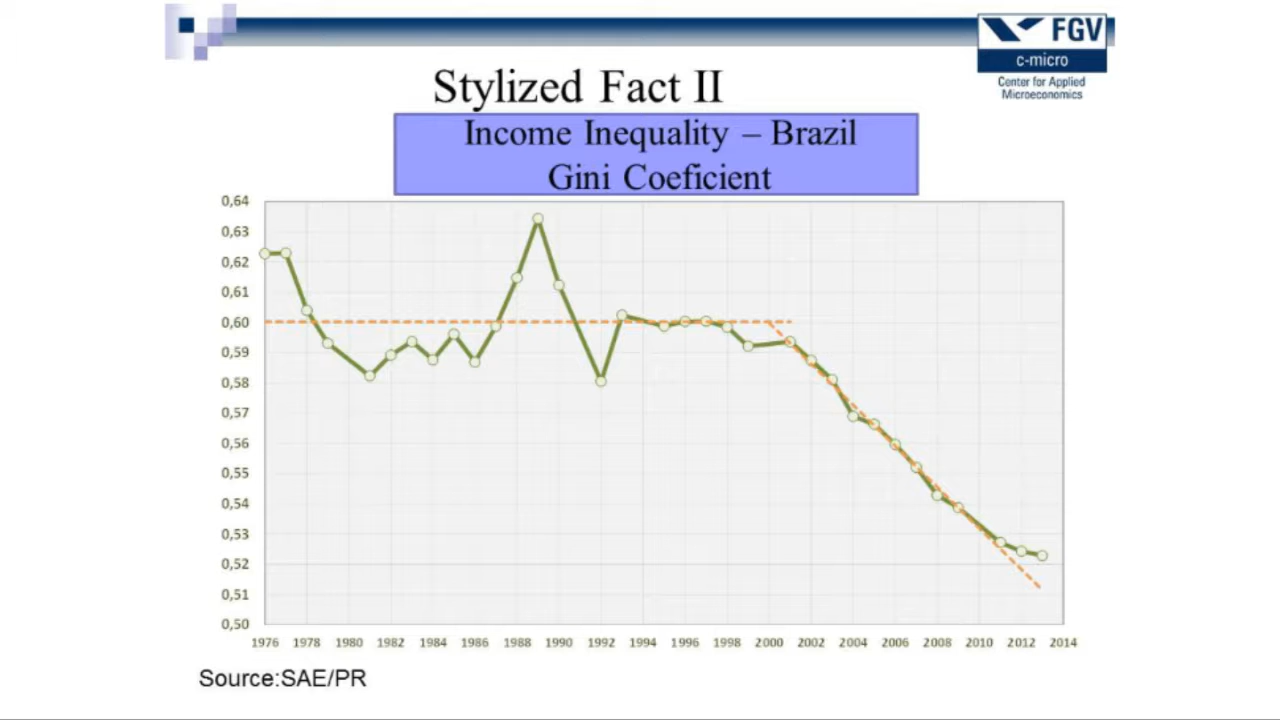 FGV
c-micro
Center for Applied
Microeconomics
Stylized Fact II
Income Inequality – Brazil
Gini Coeficient
0,64
0,63
0,62
0,61
0,60
0,59
0,58
0,57
0,56
0,55
0,54
0,53
0,52
0,51
0,50
1976 1978 1980 1982 1984 1986 1988 1990 1992 1994 1996 1998 2000 2002 2004 2006 2008 2010 2012 2014
Source:SAE/PR